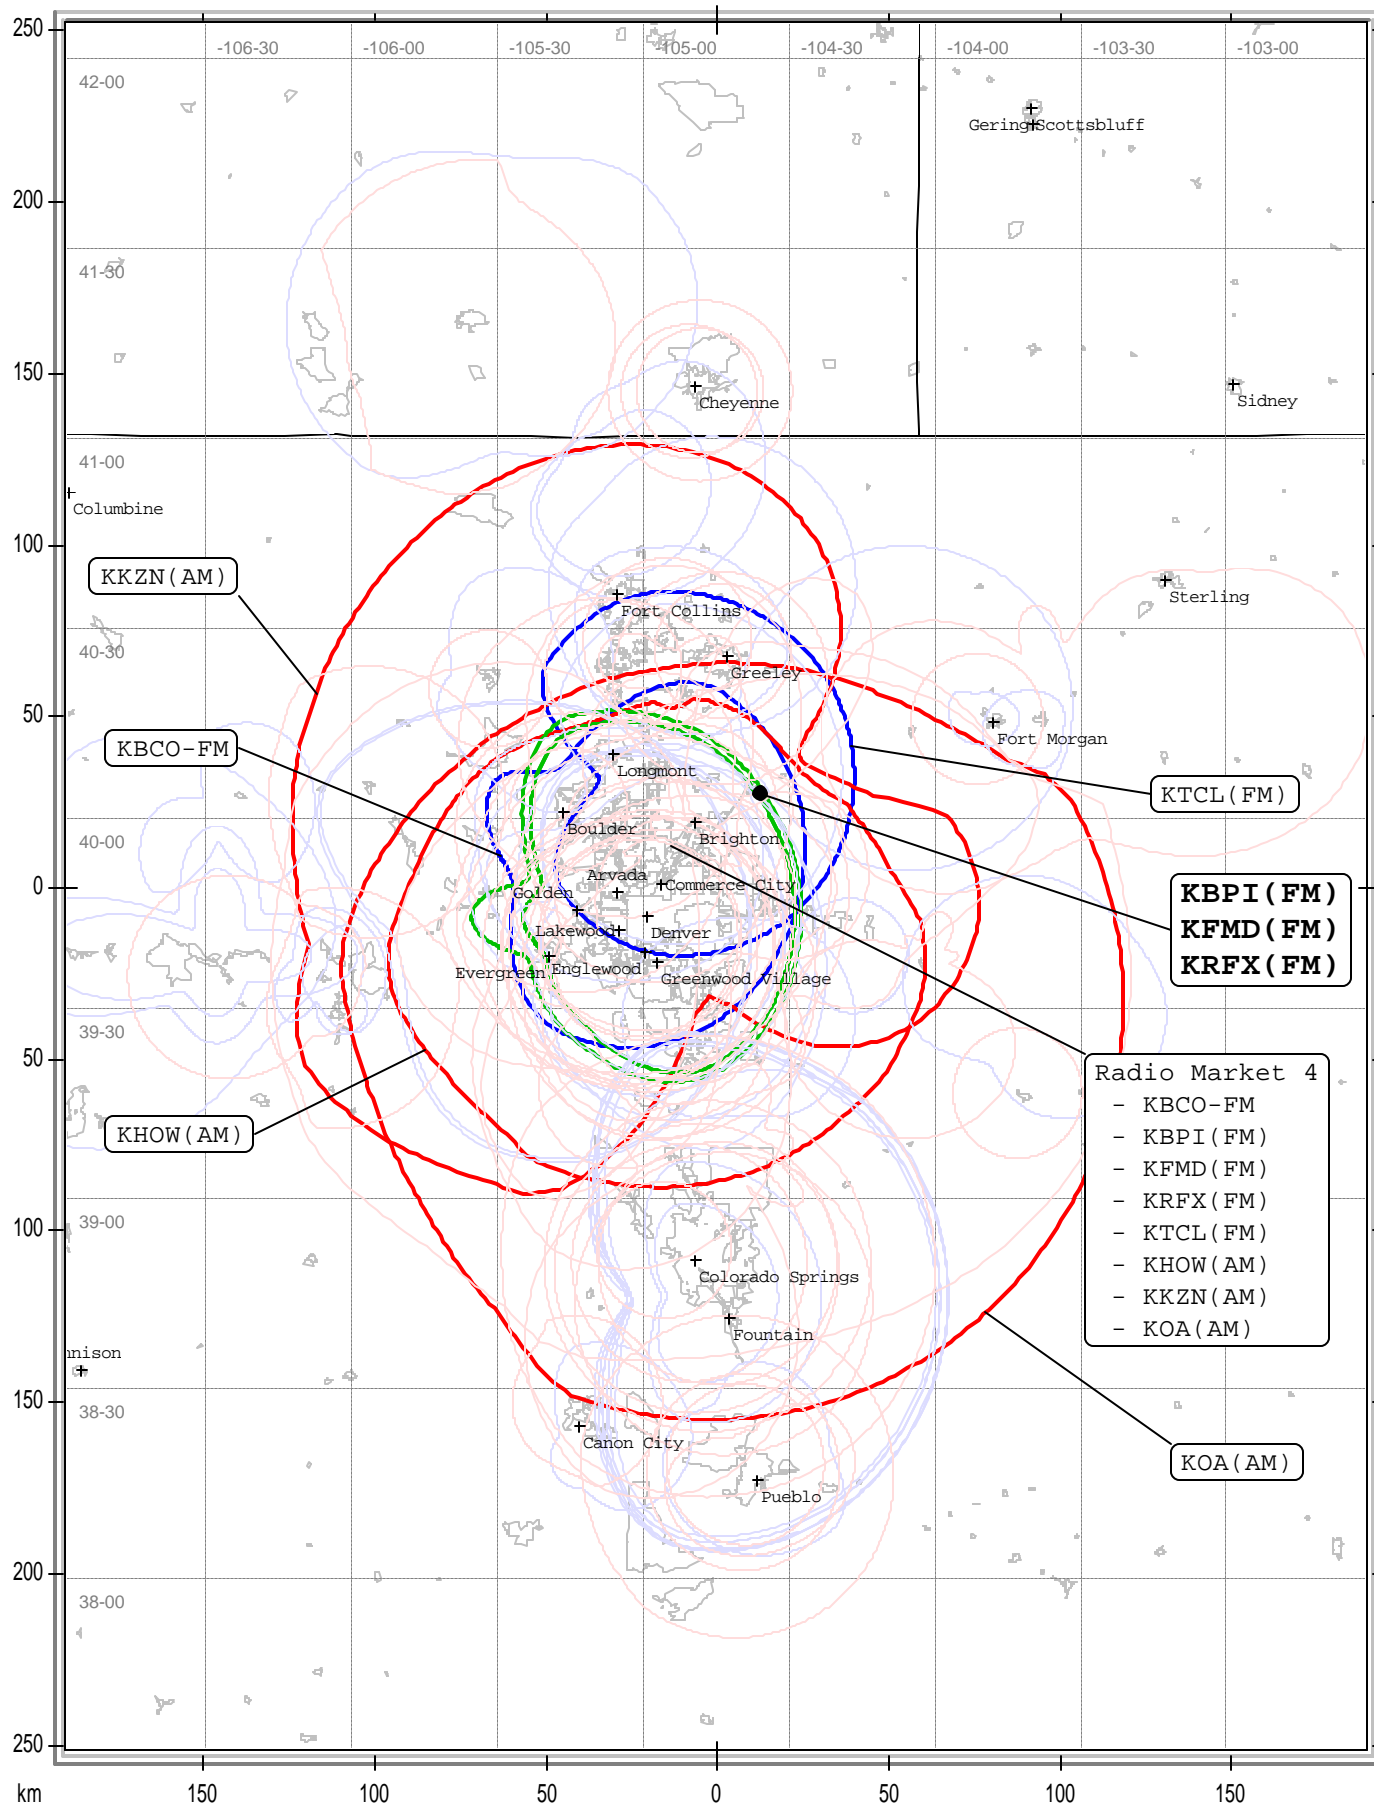 250
-106-30
-106-00
-105-30
-105-00
-104-30
-104-00
-103-30
-103-00
42-00
Gering
Scottsbluff
200
41-30
150
Cheyenne
Sidney
41-00
Columbine
100
KKZN(AM)
Sterling
Fort Collins
40-30
Greeley
50
Fort Morgan
KBCO-FM
Longmont
KTCL(FM)
Boulder
Brighton
40-00
Arvada
0
Golden
Commerce City
KBPI(FM)
KFMD(FM)
KRFX(FM)
Lakewood
Denver
Evergreen
Englewood
Greenwood Village
39-30
50
Radio Market 4
- KBCO-FM
- KBPI(FM)
- KFMD(FM)
- KRFX(FM)
- KTCL(FM)
- KHOW(AM)
- KKZN(AM)
- KOA(AM)
KHOW(AM)
100
39-00
Colorado Springs
Fountain
nnison
150
38-30
Canon City
KOA(AM)
Pueblo
200
38-00
250
km
150
100
50
0
50
100
150